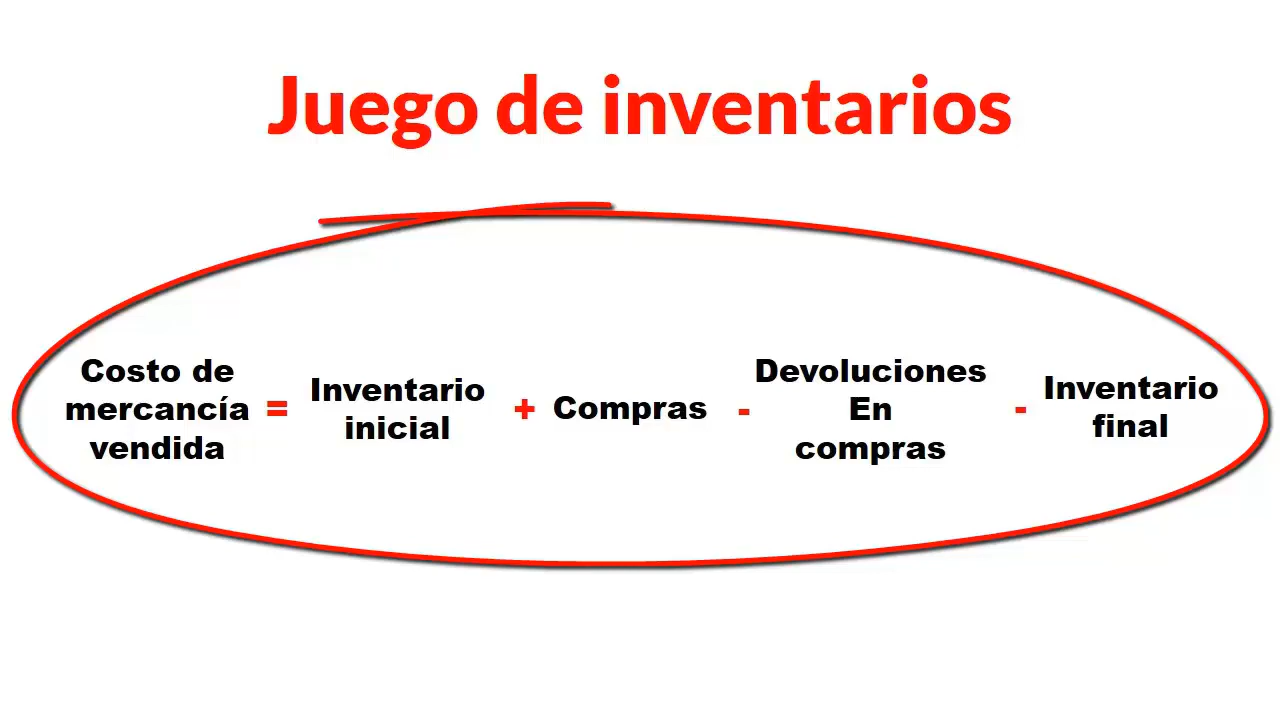 Juego de inventarios
Costo de
mercancía
vendida
=
Inventario
inicial
+
Compras
-
Devoluciones
En
compras
-
Inventario
final